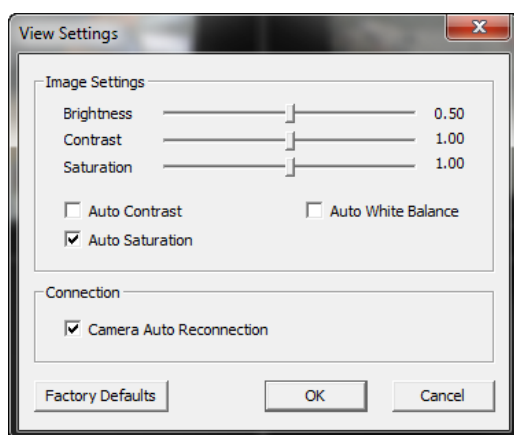 View Settings
Image Settings
Brightness 0.50
Contrast 1.00
Saturation 1.00
Auto Contrast Auto White Balance
Auto Saturation
Connection
Camera Auto Reconnection
Factory Defaults OK Cancel